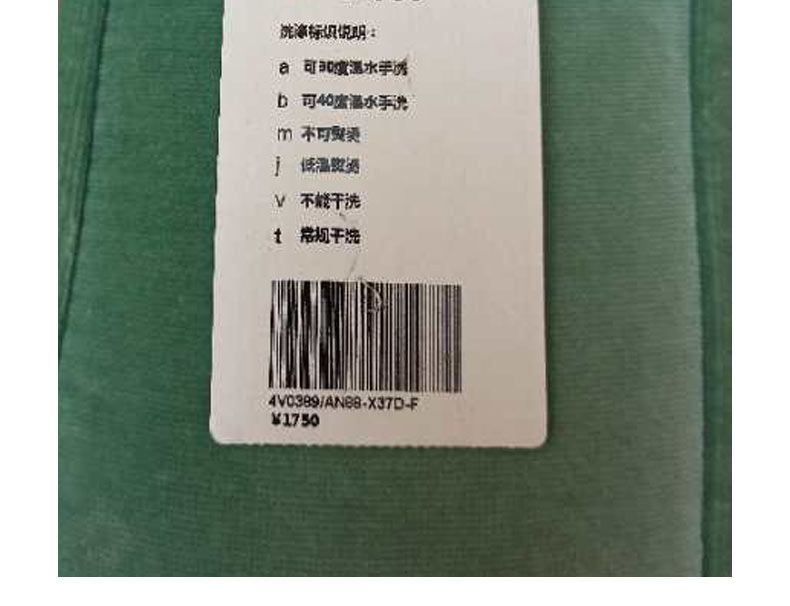 洗涤标识说明：
a 可30度温水手洗
b 可40度温水手洗
m 不可熨烫
j 低温熨烫
v 不能干洗
t 常规干洗
4V0389/AN88-X37D-F
¥1750